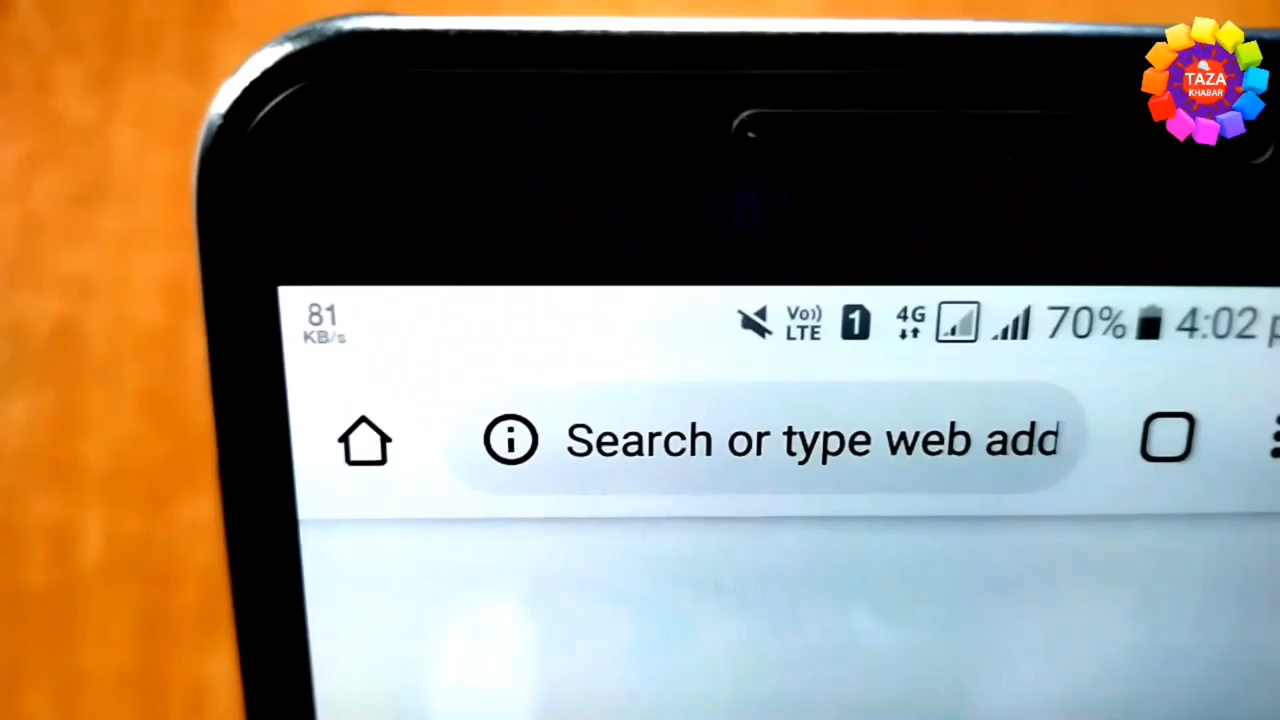 TAZA
KHABAR
81
KB/s
Vo))
LTE
1
4G
70%
4:02 p
Search or type web add